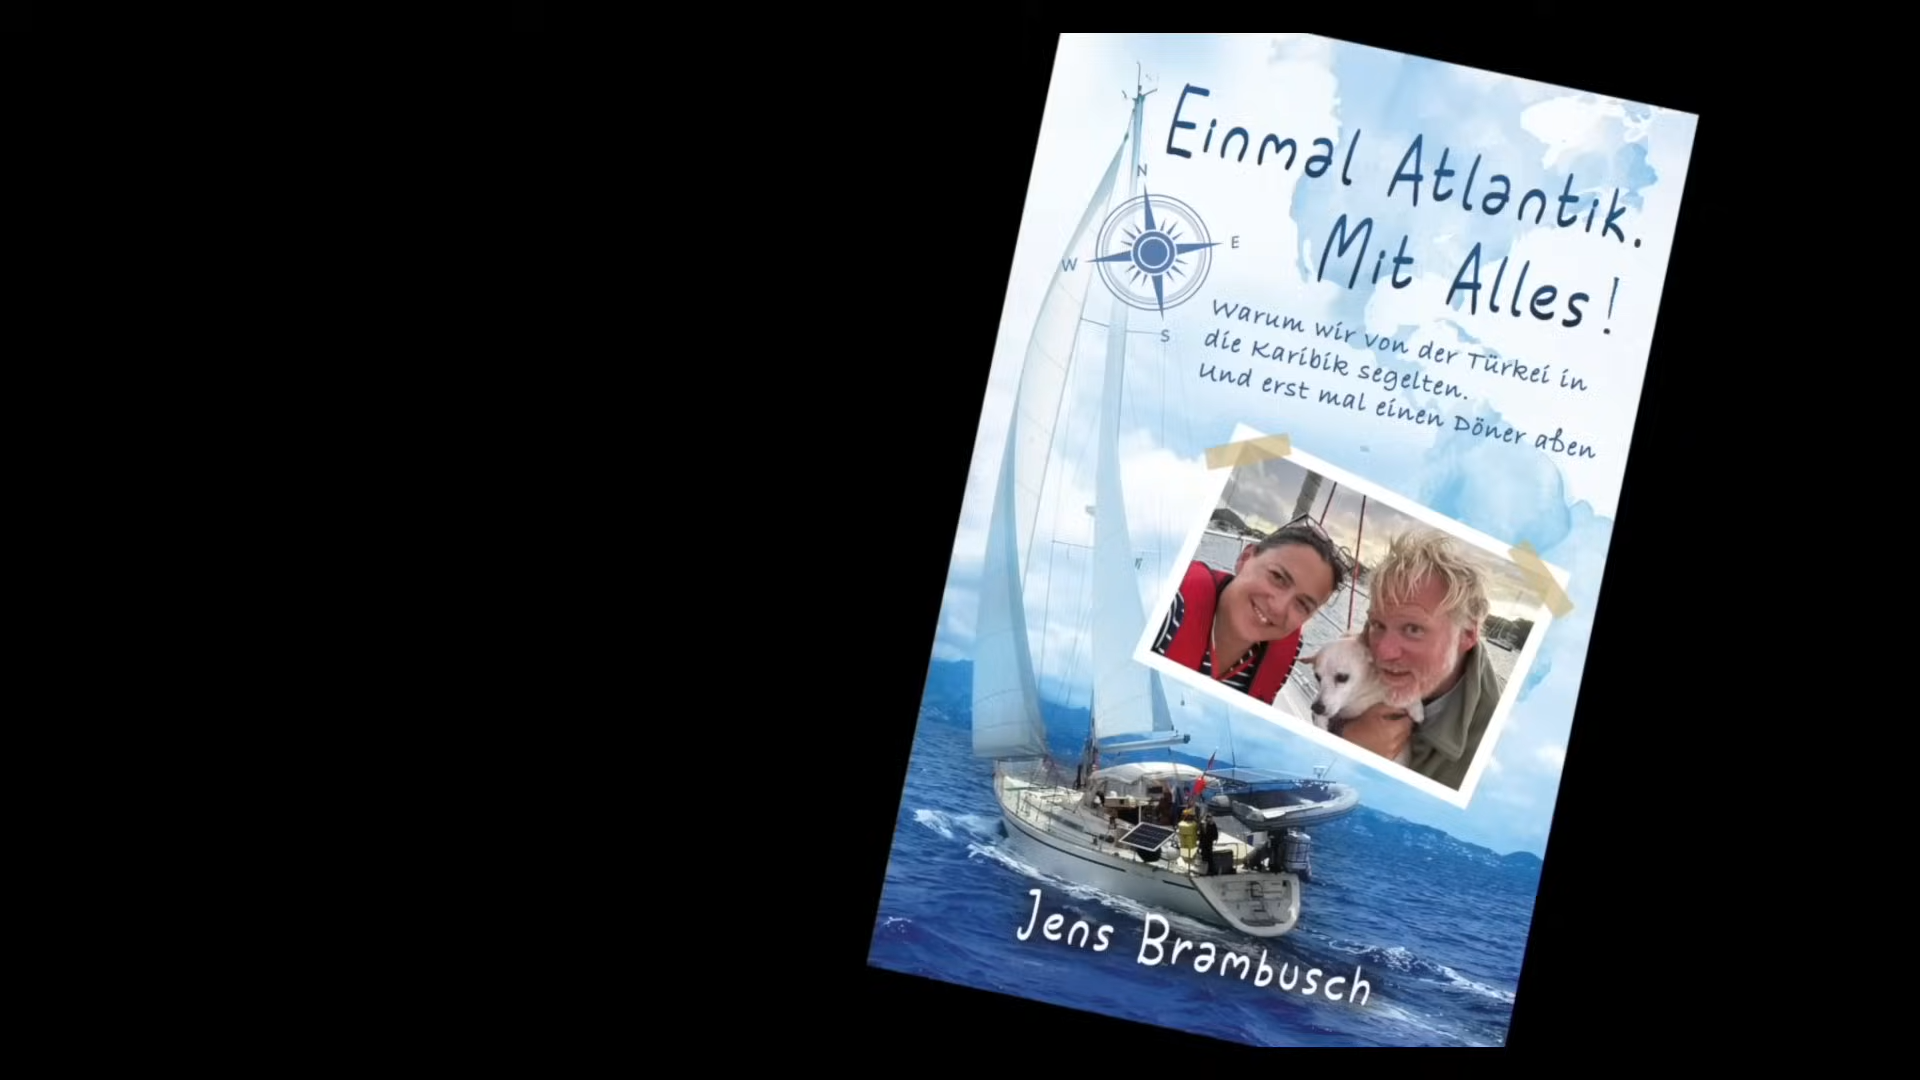 Einmal Atlantik.
Mit Alles!
N
W
E
S
Warum wir von der Türkei in
die Karibik segelten.
Und erst mal einen Döner aßen
Jens Brambusch